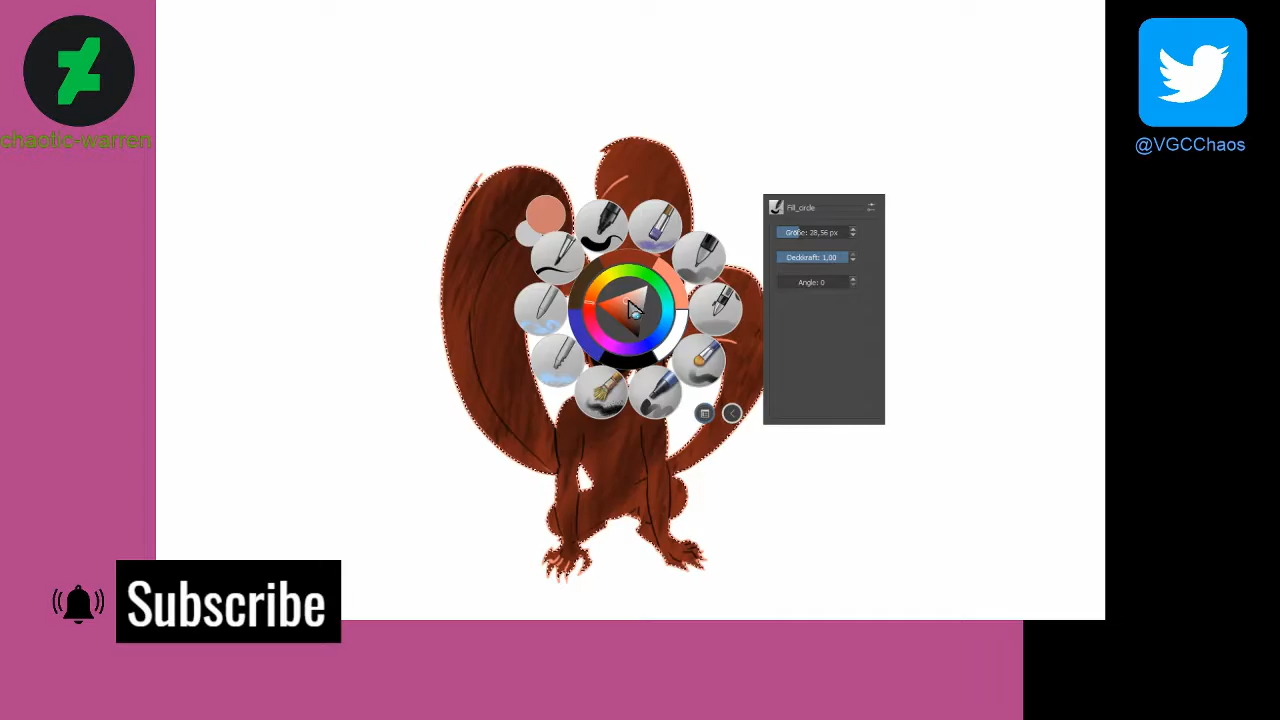 chaotic-warren
@VGCChaos
Fill_circle
Größe: 28,56 px
Deckkraft: 1,00
Angle: 0
Subscribe